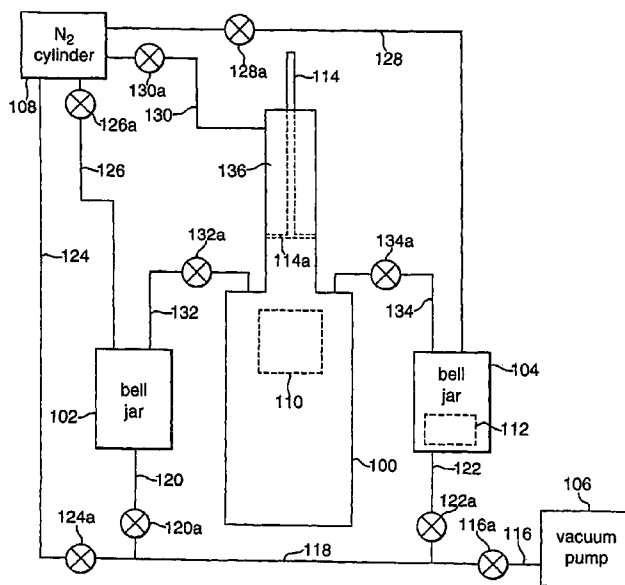 N₂
cylinder
108
128a
128
130a
130
114
126a
126
136
124
132a
114a
134a
132
134
bell
jar
102
110
bell
jar
104
112
100
120
122
106
124a
120a
122a
116a
116
vacuum
pump
118